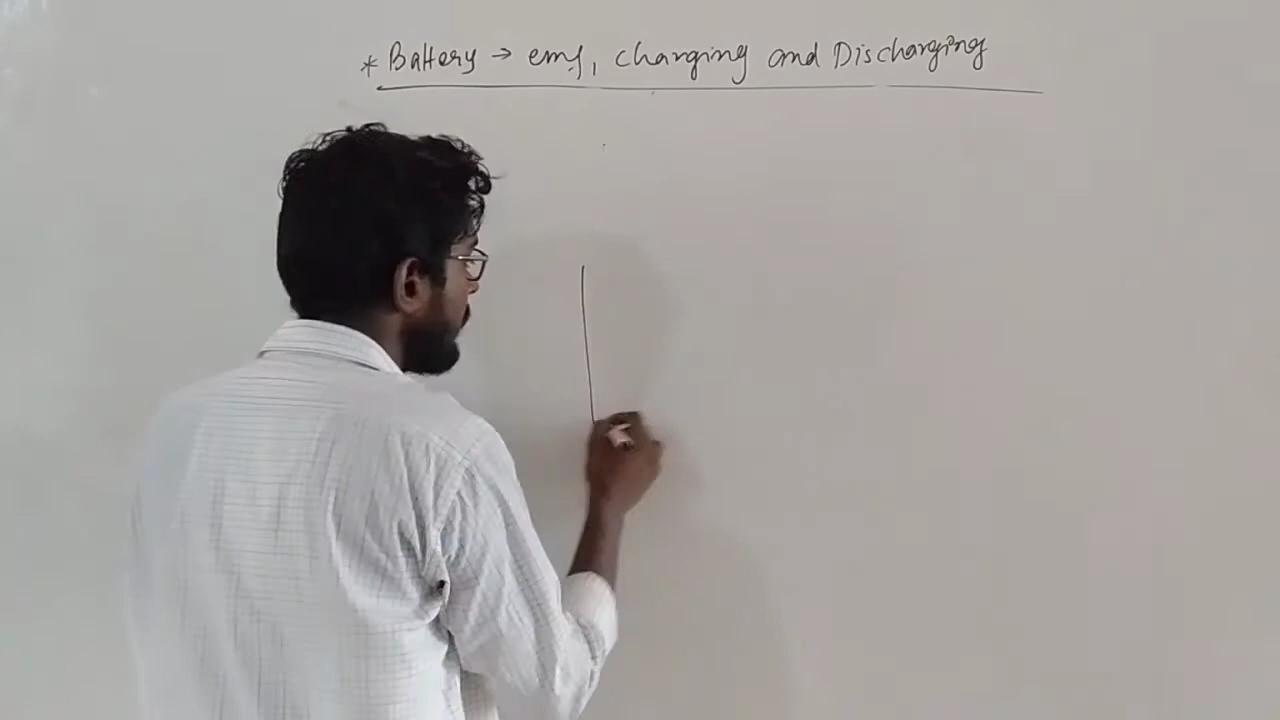 * Battery → emf, charging and Discharging